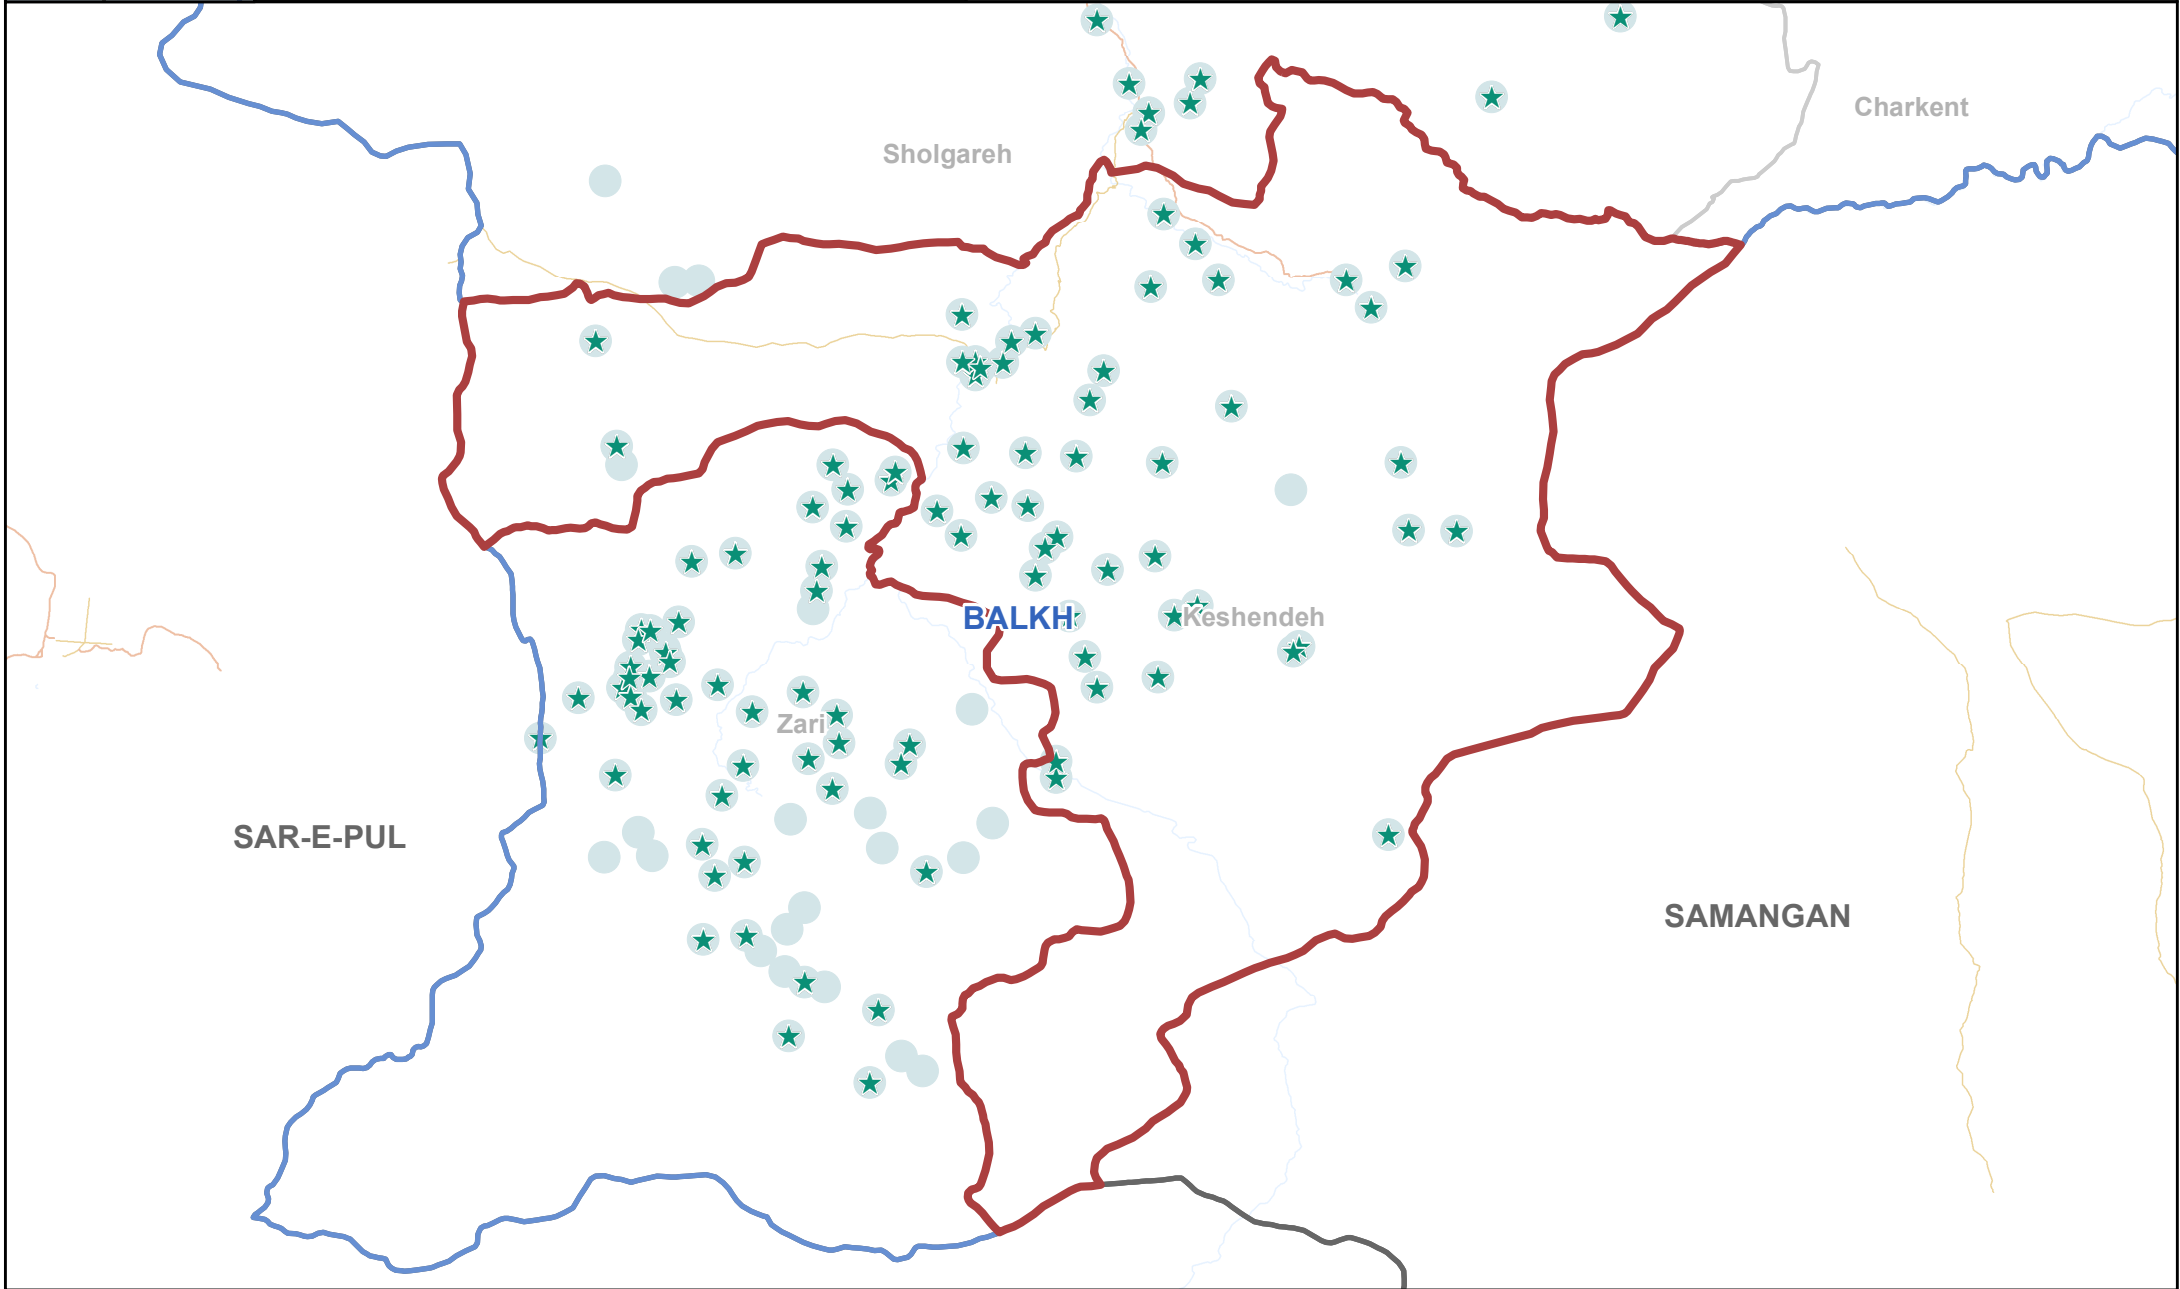 Charkent
Sholgareh
BALKH
Keshendeh
Zari
SAR-E-PUL
SAMANGAN